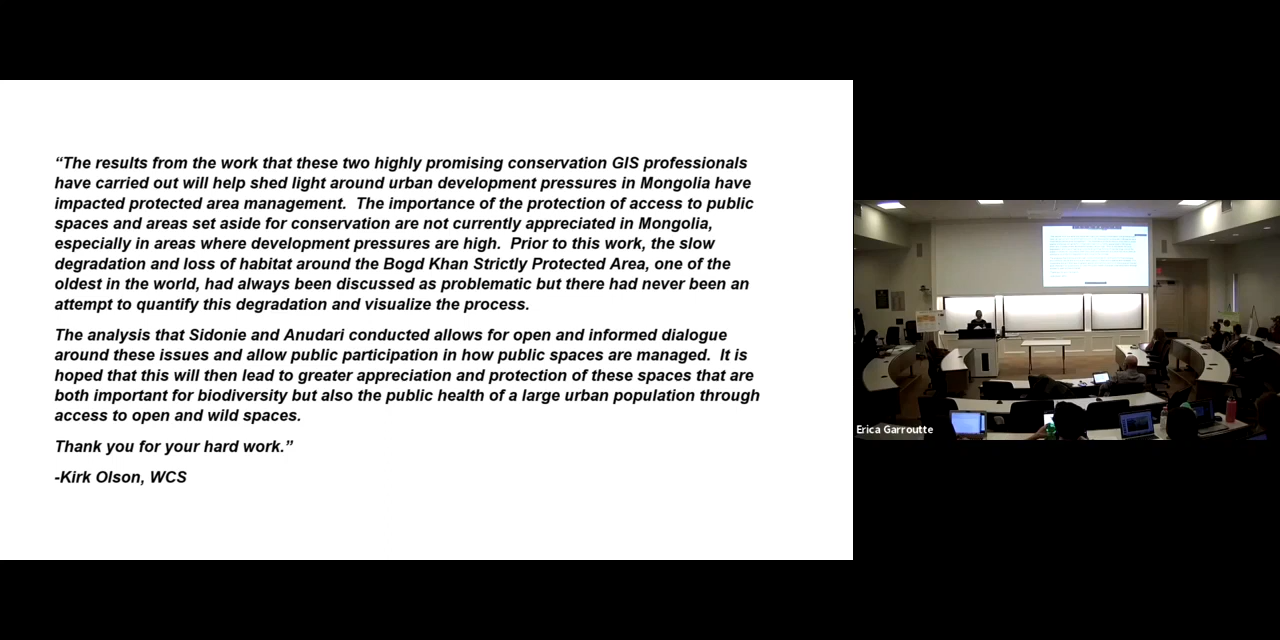 “The results from the work that these two highly promising conservation GIS professionals
have carried out will help shed light around urban development pressures in Mongolia have
impacted protected area management.  The importance of the protection of access to public
spaces and areas set aside for conservation are not currently appreciated in Mongolia,
especially in areas where development pressures are high.  Prior to this work, the slow
degradation and loss of habitat around the Bogd Khan Strictly Protected Area, one of the
oldest in the world, had always been discussed as problematic but there had never been an
attempt to quantify this degradation and visualize the process.
The analysis that Sidonie and Anudari conducted allows for open and informed dialogue
around these issues and allow public participation in how public spaces are managed.  It is
hoped that this will then lead to greater appreciation and protection of these spaces that are
both important for biodiversity but also the public health of a large urban population through
access to open and wild spaces.
Thank you for your hard work.”
-Kirk Olson, WCS
Erica Garroutte